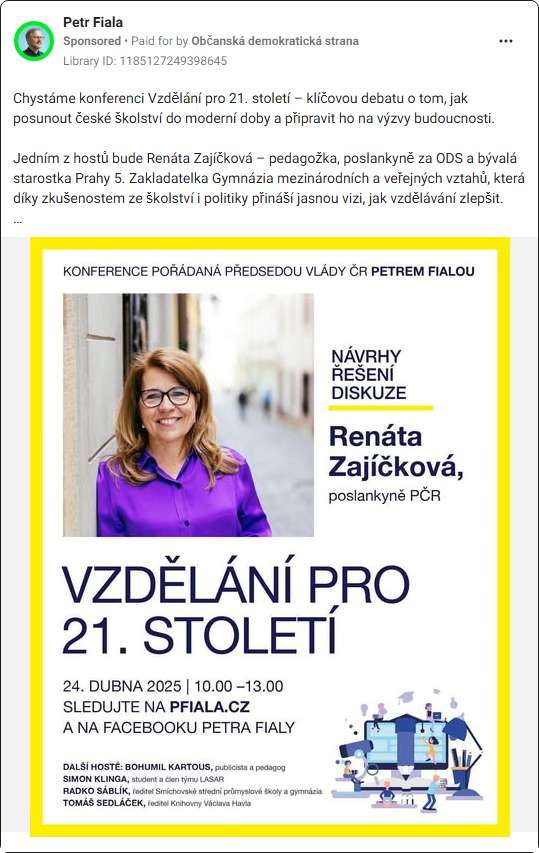 Petr Fiala
Sponsored • Paid for by Občanská demokratická strana
Library ID: 1185127249398645
Chystáme konferenci Vzdělání pro 21. století – klíčovou debatu o tom, jak
posunout české školství do moderní doby a připravit ho na výzvy budoucnosti.
Jedním z hostů bude Renáta Zajíčková – pedagožka, poslankyně za ODS a bývalá
starostka Prahy 5. Zakladatelka Gymnázia mezinárodních a veřejných vztahů, která
díky zkušenostem ze školství i politiky přináší jasnou vizi, jak vzdělávání zlepšit.
...
KONFERENCE POŘÁDANÁ PŘEDSEDOU VLÁDY ČR PETREM FIALOU
NÁVRHY
ŘEŠENÍ
DISKUZE
Renáta
Zajíčková,
poslankyně PČR
VZDĚLÁNÍ PRO
21. STOLETÍ
24. DUBNA 2025 | 10.00 –13.00
SLEDUJTE NA PFIALA.CZ
A NA FACEBOOKU PETRA FIALY
DALŠÍ HOSTÉ: BOHUMIL KARTOUS, publicista a pedagog
SIMON KLINGA, student a člen týmu LASAR
RADKO SÁBLÍK, ředitel Smíchovské střední průmyslové školy a gymnázia
TOMÁŠ SEDLÁČEK, ředitel Knihovny Václava Havla